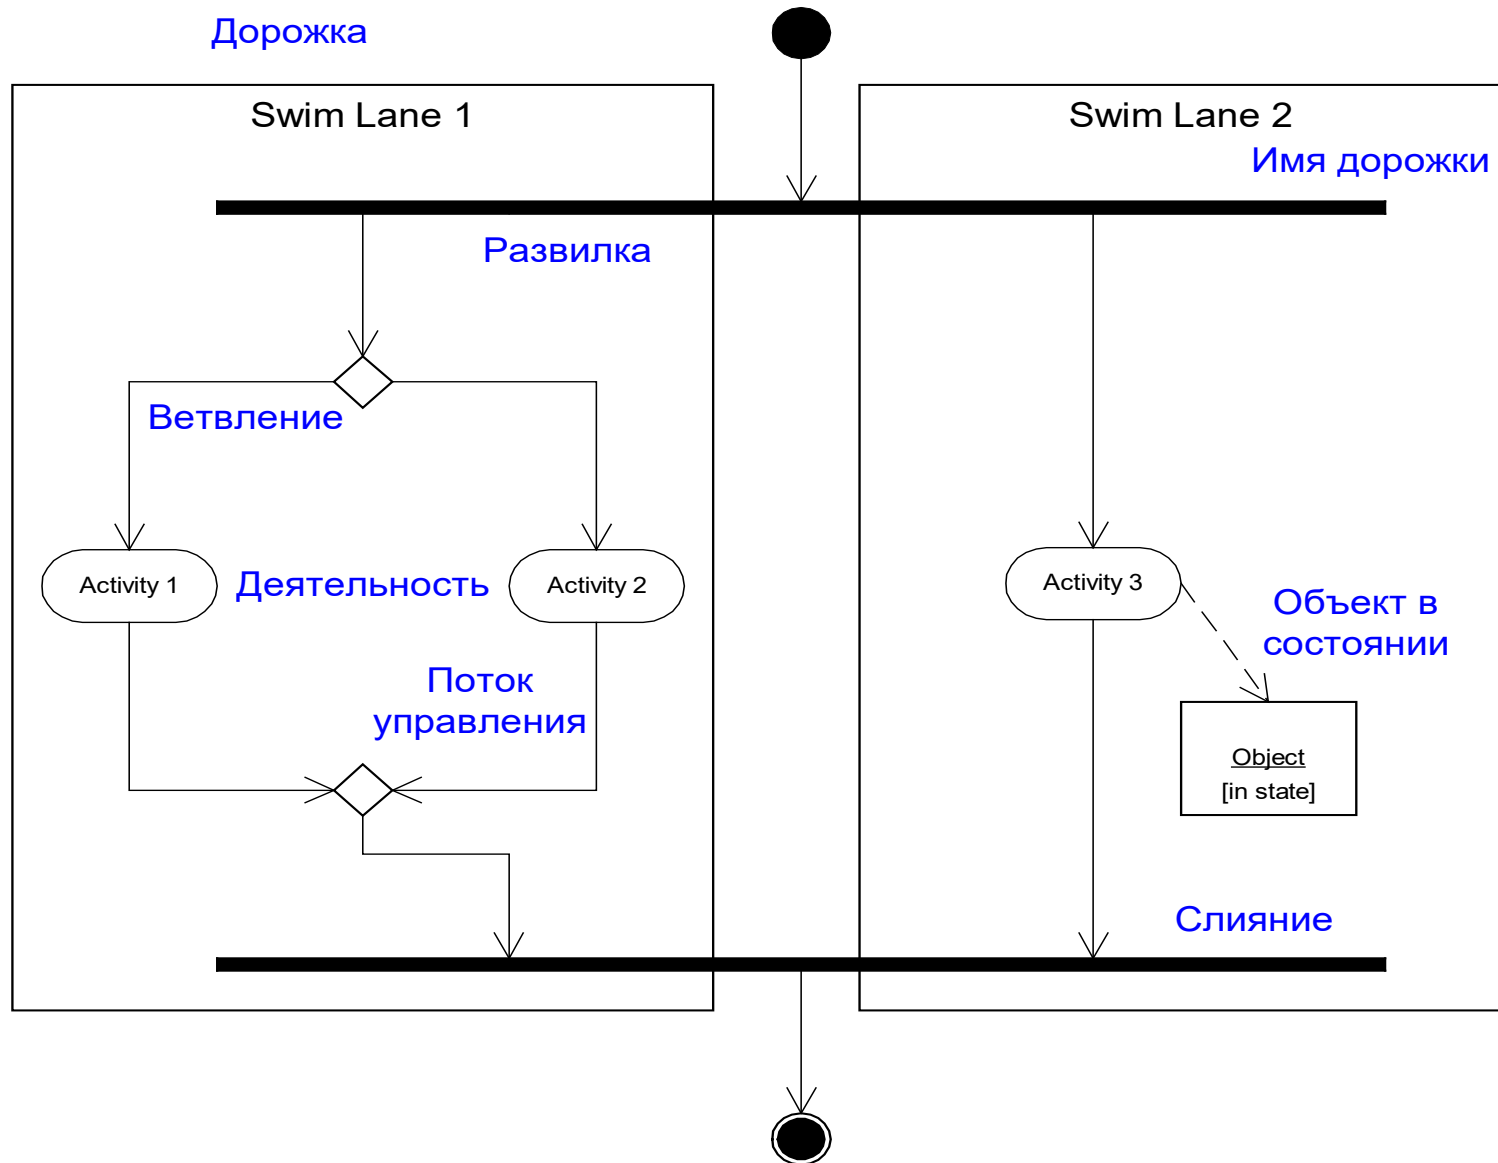 Дорожка
Swim Lane 1
Swim Lane 2
Имя дорожки
Развилка
Ветвление
Activity 1
Деятельность
Activity 2
Activity 3
Объект в
состоянии
Поток
управления
Object
[in state]
Слияние